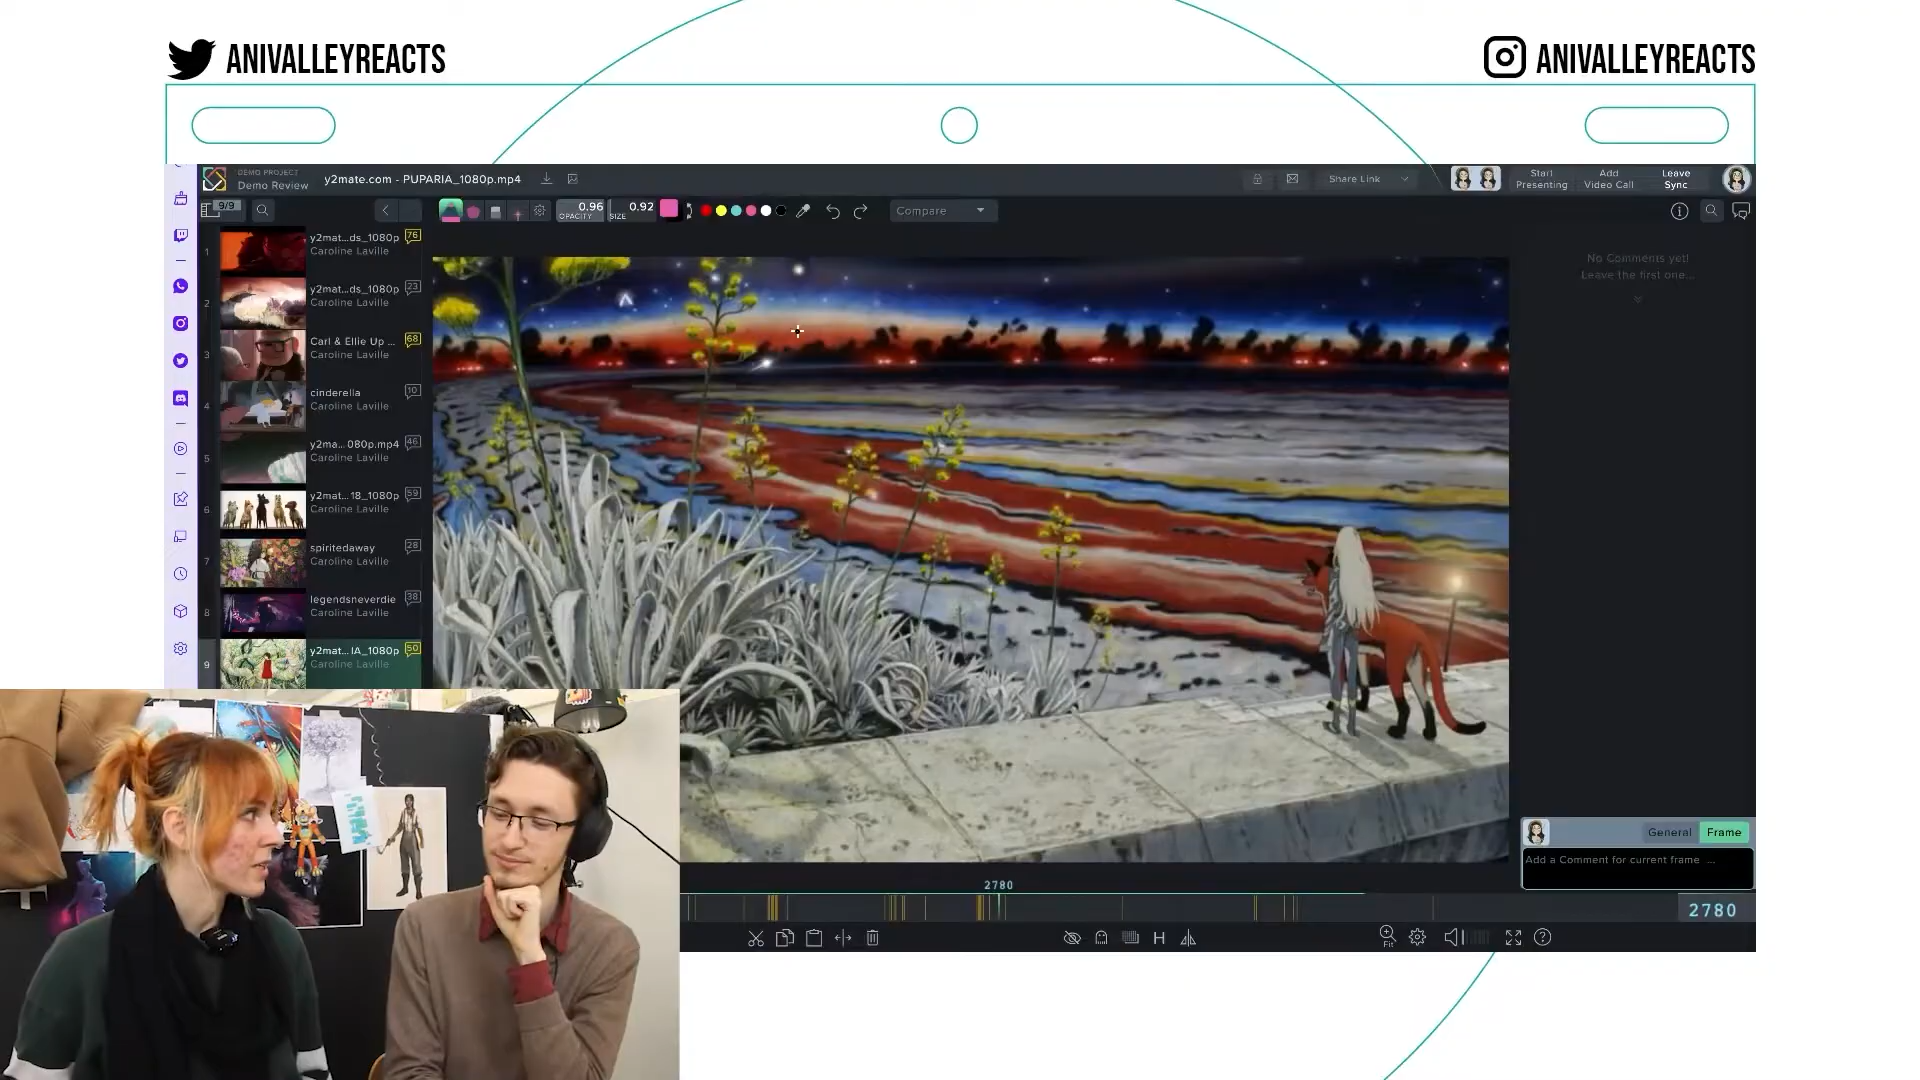 ANIVALLEYREACTS
ANIVALLEYREACTS
DEMO PROJECT
Demo Review
y2mate.com - PUPARIA_1080p.mp4
Share Link
Start Presenting
Add Video Call
Leave Sync
9/9
0.96
OPACITY
SIZE
0.92
Compare
1
y2mat...ds_1080p
76
Caroline Laville
2
y2mat...ds_1080p
23
Caroline Laville
3
Carl & Ellie Up ...
68
Caroline Laville
4
cinderella
10
Caroline Laville
5
y2ma... 080p.mp4
46
Caroline Laville
6
y2mat... 18_1080p
59
Caroline Laville
7
spiritedaway
28
Caroline Laville
8
legendsneverdie
38
Caroline Laville
9
y2mat... IA_1080p
50
Caroline Laville
No Comments yet!
Leave the first one...
General
Frame
Add a Comment for current frame ...
2780
2780
H
Fit